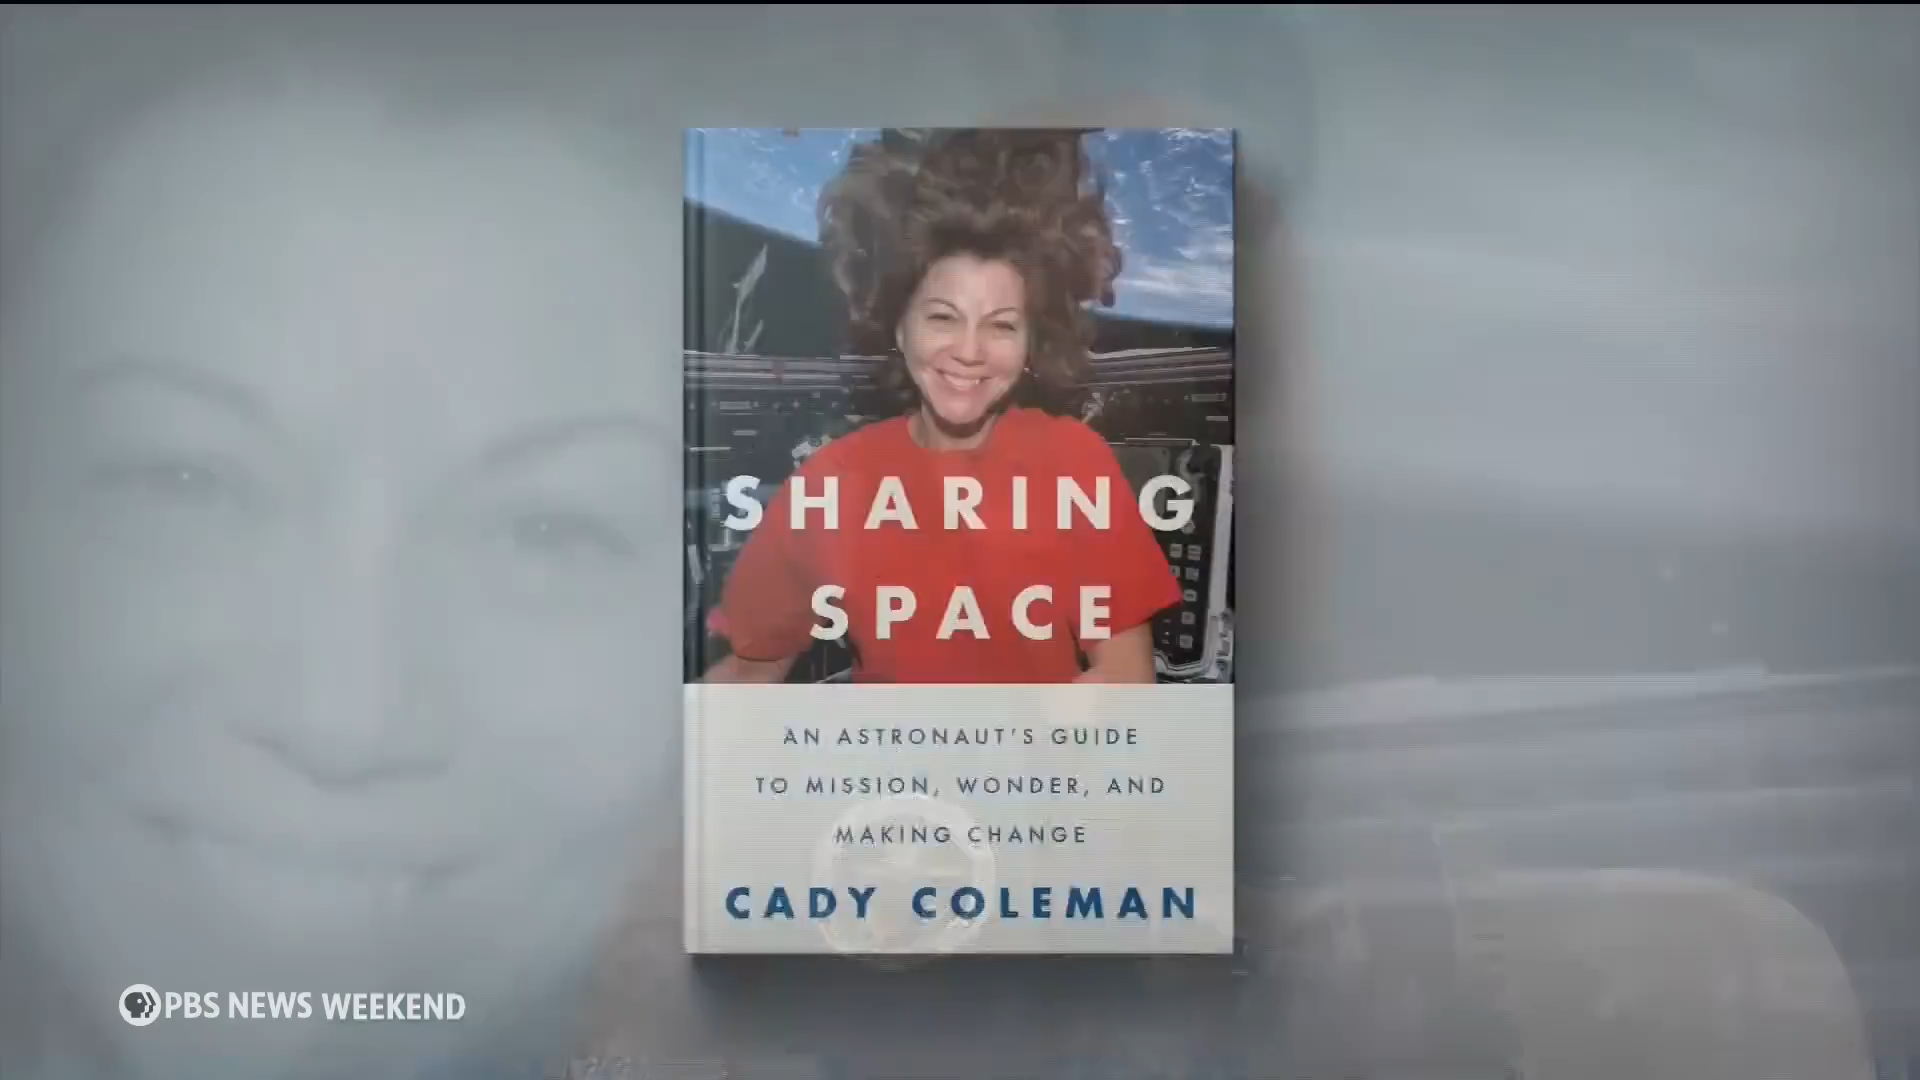 SHARING
SPACE
AN ASTRONAUT'S GUIDE
TO MISSION, WONDER, AND
MAKING CHANGE
CADY COLEMAN
PBS NEWS WEEKEND